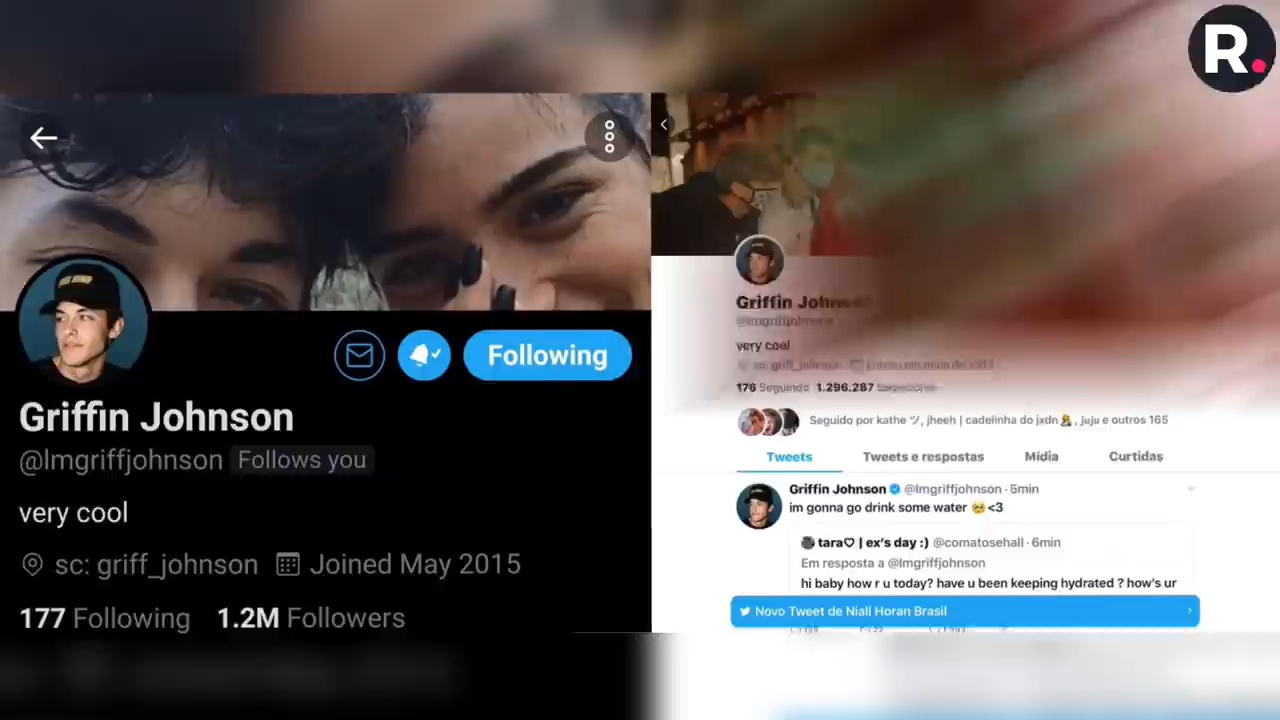 R.
Following
Griffin Johnson
@lmgriffjohnson Follows you
very cool
sc: griff_johnson Joined May 2015
177 Following 1.2M Followers
Griffin Johnson
@lmgriffjohnson
very cool
sc: griff_johnson
176 Seguindo 1.296.287
Seguido por kathe ツ, jheeh | cadelinha do jxdn, juju e outros 165
Tweets Tweets e respostas Mídia Curtidas
Griffin Johnson @lmgriffjohnson · 5min
im gonna go drink some water 🥺 <3
tara♡ | ex's day :) @comatosehall · 6min
Em resposta a @lmgriffjohnson
hi baby how r u today? have u been keeping hydrated ? how's ur
Novo Tweet de Niall Horan Brasil